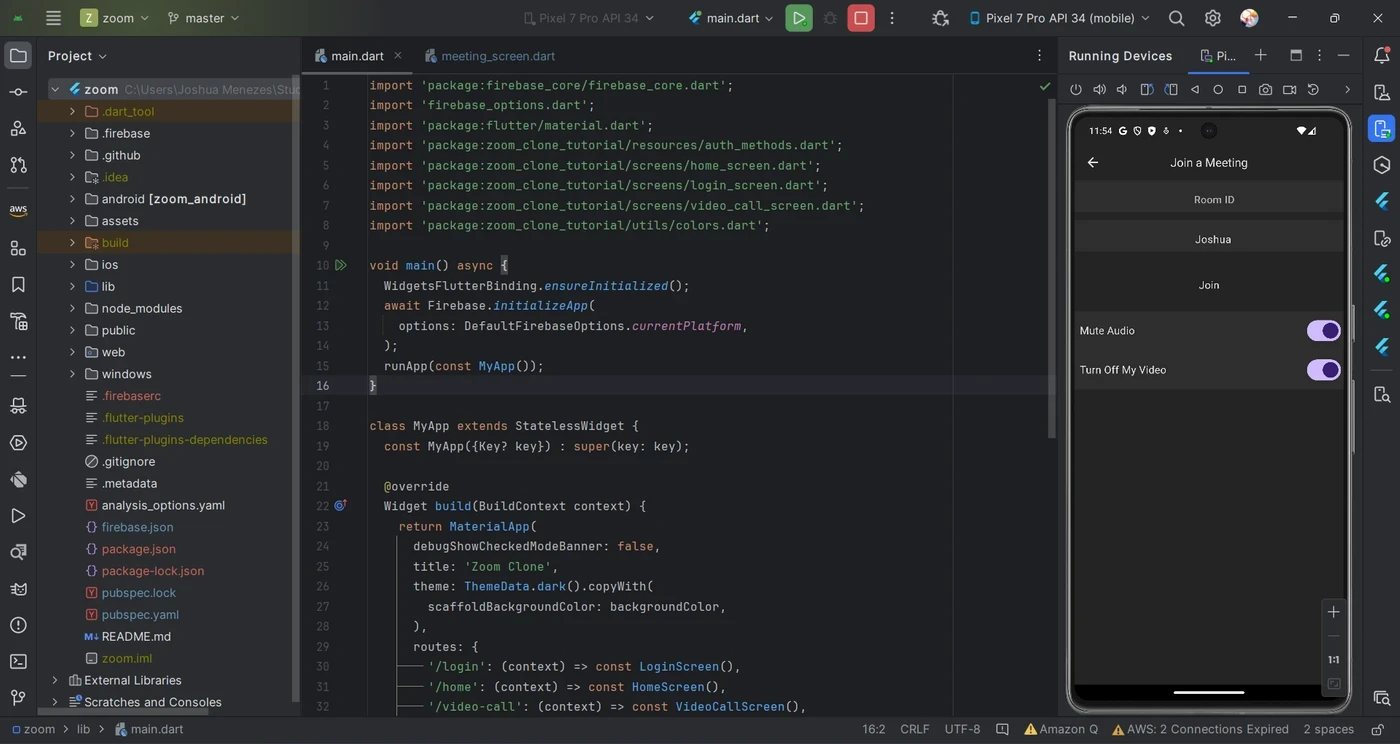 Z zoom master Pixel 7 Pro API 34 main.dart Pixel 7 Pro API 34 (mobile)
Project
main.dart meeting_screen.dart
Running Devices Pi...
zoom C:\Users\Joshua Menezes\Stud
.dart_tool
.firebase
.github
.idea
android [zoom_android]
assets
build
ios
lib
node_modules
public
web
windows
.firebaserc
.flutter-plugins
.flutter-plugins-dependencies
.gitignore
.metadata
analysis_options.yaml
firebase.json
package.json
package-lock.json
pubspec.lock
pubspec.yaml
M↓ README.md
zoom.iml
External Libraries
Scratches and Consoles
aws
1 import 'package:firebase_core/firebase_core.dart';
2 import 'firebase_options.dart';
3 import 'package:flutter/material.dart';
4 import 'package:zoom_clone_tutorial/resources/auth_methods.dart';
5 import 'package:zoom_clone_tutorial/screens/home_screen.dart';
6 import 'package:zoom_clone_tutorial/screens/login_screen.dart';
7 import 'package:zoom_clone_tutorial/screens/video_call_screen.dart';
8 import 'package:zoom_clone_tutorial/utils/colors.dart';
9
10 void main() async {
11 WidgetsFlutterBinding.ensureInitialized();
12 await Firebase.initializeApp(
13 options: DefaultFirebaseOptions.currentPlatform,
14 );
15 runApp(const MyApp());
16 }
17
18 class MyApp extends StatelessWidget {
19 const MyApp({Key? key}) : super(key: key);
20
21 @override
22 Widget build(BuildContext context) {
23 return MaterialApp(
24 debugShowCheckedModeBanner: false,
25 title: 'Zoom Clone',
26 theme: ThemeData.dark().copyWith(
27 scaffoldBackgroundColor: backgroundColor,
28 ),
29 routes: {
30 '/login': (context) => const LoginScreen(),
31 '/home': (context) => const HomeScreen(),
32 '/video-call': (context) => const VideoCallScreen(),
11:54 G
Join a Meeting
Room ID
Joshua
Join
Mute Audio
Turn Off My Video
1:1
zoom lib main.dart
16:2 CRLF UTF-8 Amazon Q AWS: 2 Connections Expired 2 spaces